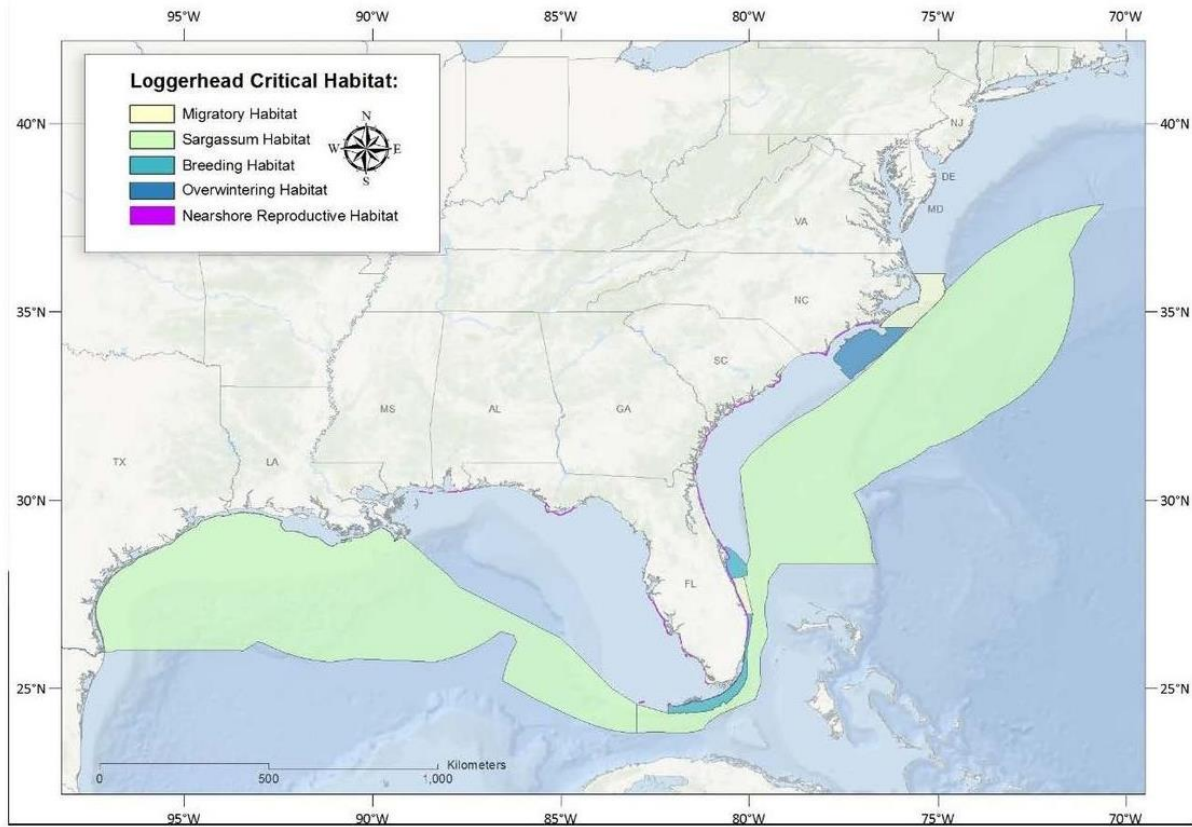 95°W 90°W 85°W 80°W 75°W 70°W
Loggerhead Critical Habitat:
Migratory Habitat
Sargassum Habitat
Breeding Habitat
Overwintering Habitat
Nearshore Reproductive Habitat
N
W E
S
40°N 40°N
NJ
DE
MD
VA
35°N 35°N
NC
SC
MS AL GA
TX LA
30°N 30°N
FL
25°N 25°N
Kilometers
0 500 1,000
95°W 90°W 85°W 80°W 75°W 70°W